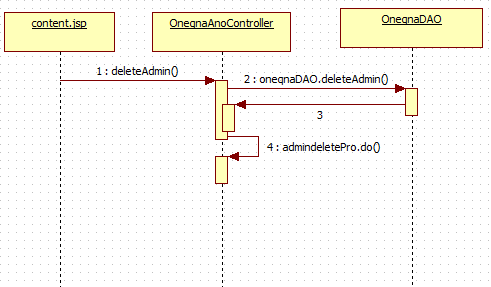 content.jsp
OneqnaAnoController
OneqnaDAO
1 : deleteAdmin()
2 : oneqnaDAO.deleteAdmin()
3
4 : admindeletePro.do()